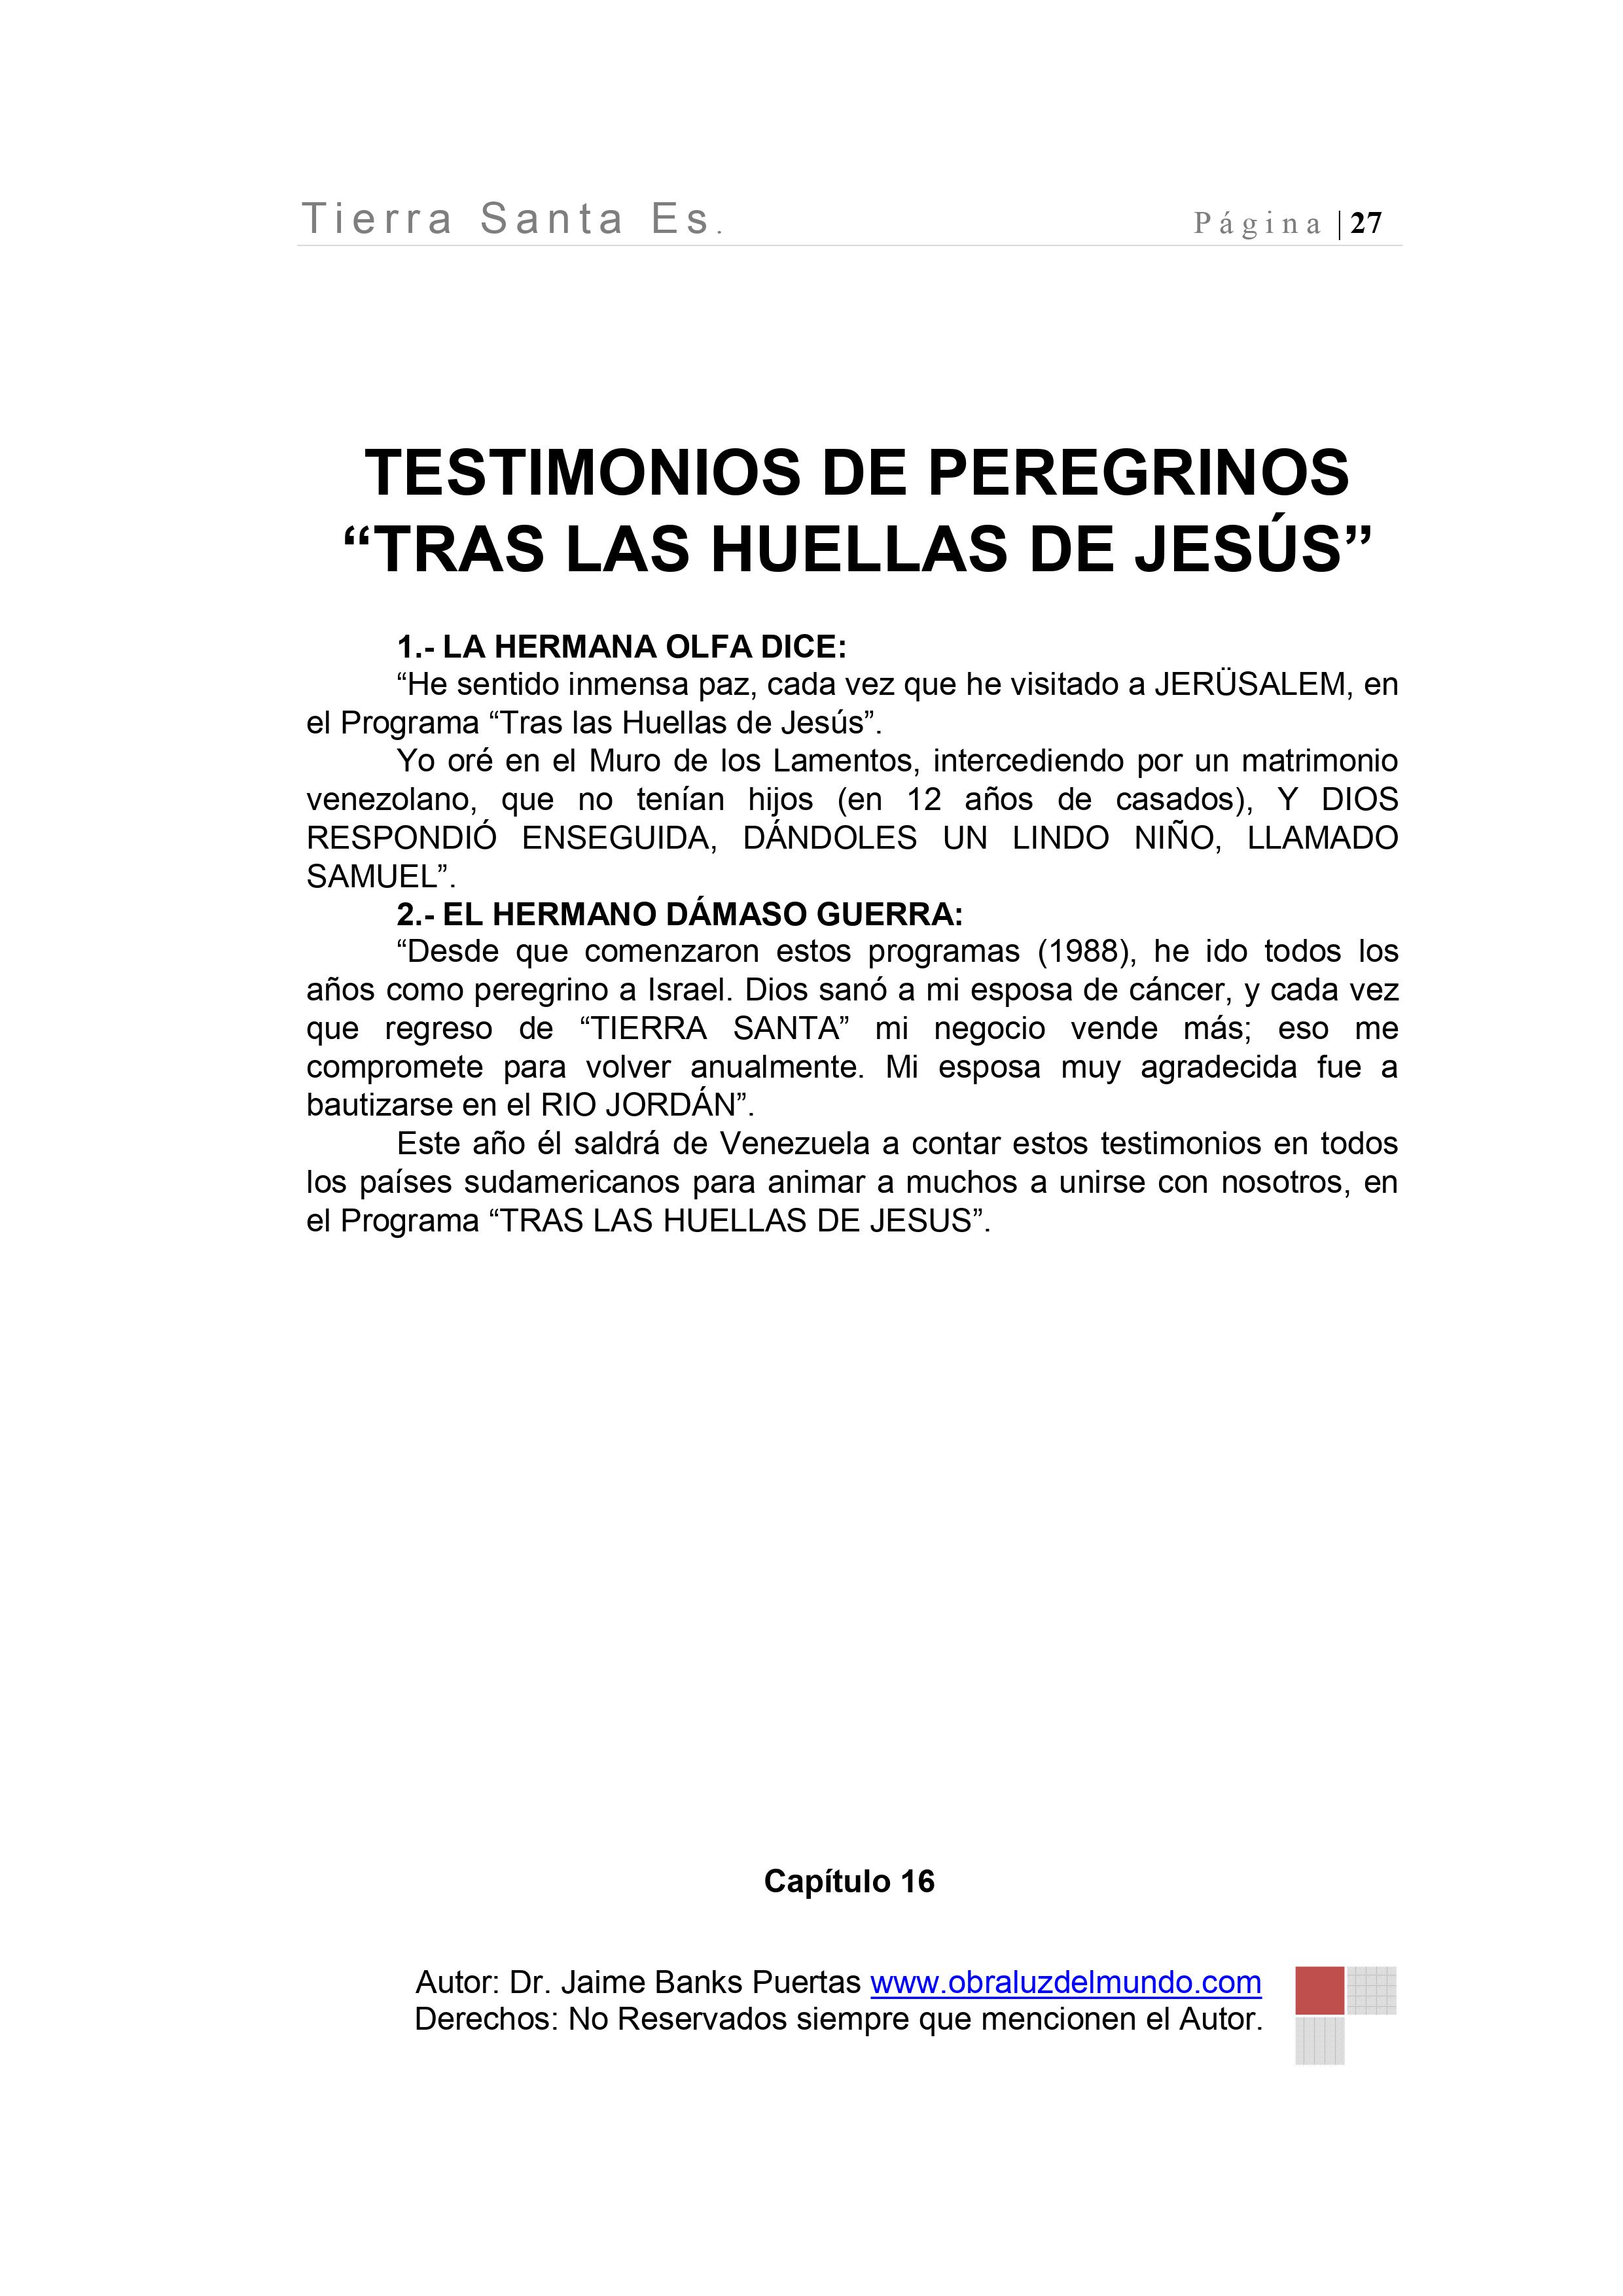 Tierra Santa Es.
Página | 27
TESTIMONIOS DE PEREGRINOS
“TRAS LAS HUELLAS DE JESÚS”
1.- LA HERMANA OLFA DICE:
“He sentido inmensa paz, cada vez que he visitado a JERÜSALEM, en
el Programa “Tras las Huellas de Jesús”.
Yo oré en el Muro de los Lamentos, intercediendo por un matrimonio
venezolano, que no tenían hijos (en 12 años de casados), Y DIOS
RESPONDIÓ ENSEGUIDA, DÁNDOLES UN LINDO NIÑO, LLAMADO
SAMUEL”.
2.- EL HERMANO DÁMASO GUERRA:
“Desde que comenzaron estos programas (1988), he ido todos los
años como peregrino a Israel. Dios sanó a mi esposa de cáncer, y cada vez
que regreso de “TIERRA SANTA” mi negocio vende más; eso me
compromete para volver anualmente. Mi esposa muy agradecida fue a
bautizarse en el RIO JORDÁN”.
Este año él saldrá de Venezuela a contar estos testimonios en todos
los países sudamericanos para animar a muchos a unirse con nosotros, en
el Programa “TRAS LAS HUELLAS DE JESUS”.
Capítulo 16
Autor: Dr. Jaime Banks Puertas www.obraluzdelmundo.com
Derechos: No Reservados siempre que mencionen el Autor.